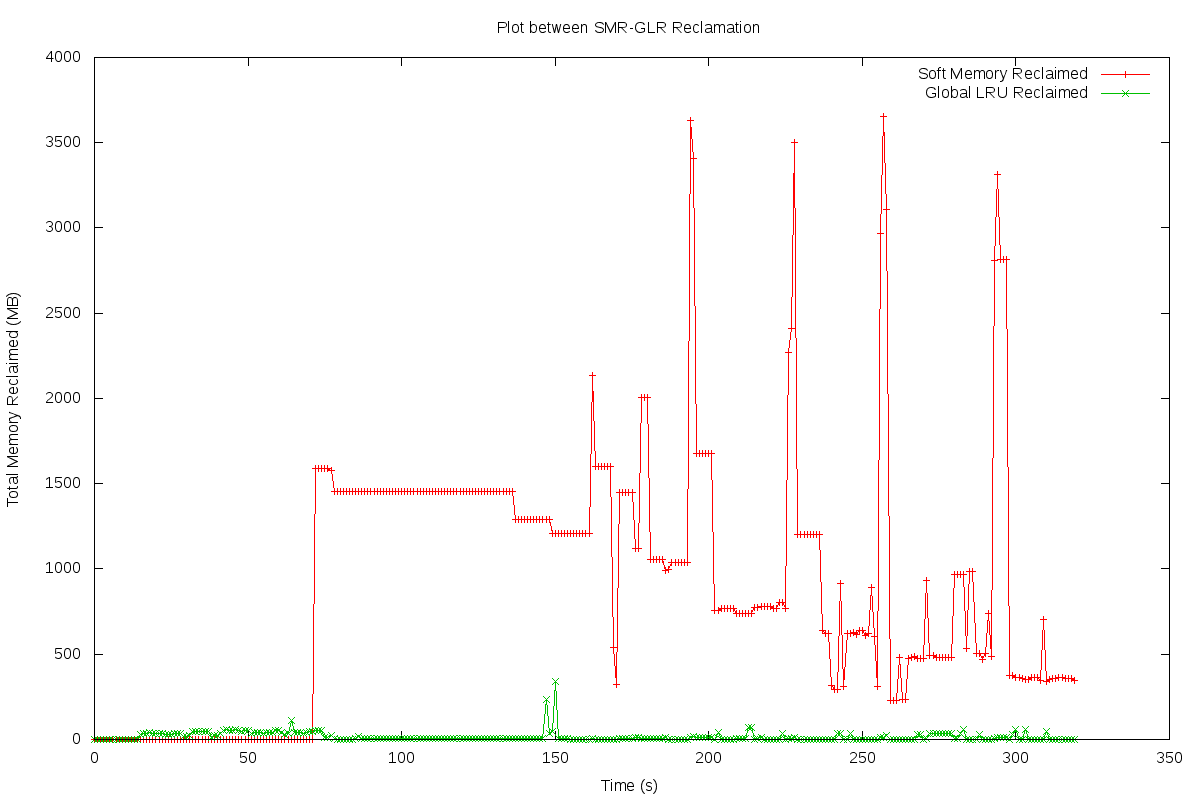 Plot between SMR-GLR Reclamation
Soft Memory Reclaimed
Global LRU Reclaimed
Total Memory Reclaimed (MB)
4000
3500
3000
2500
2000
1500
1000
500
0
0 50 100 150 200 250 300 350
Time (s)